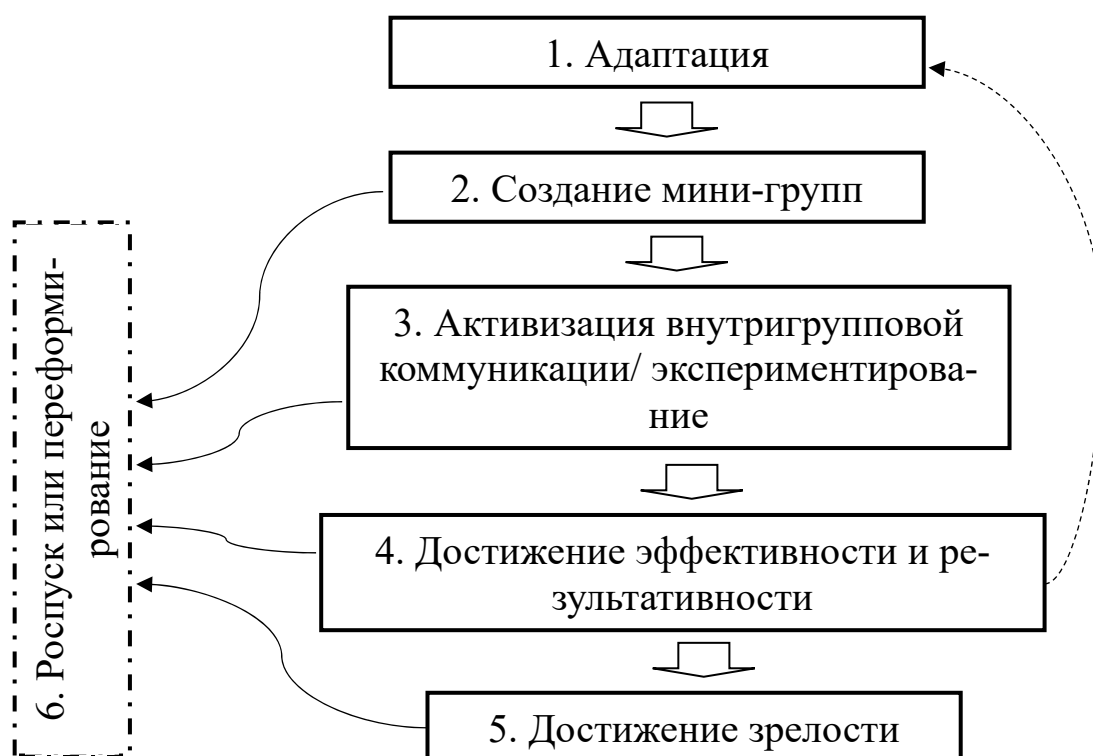 1. Адаптация
2. Создание мини-групп
3. Активизация внутригрупповой
коммуникации/ экспериментирова-
ние
4. Достижение эффективности и ре-
зультативности
5. Достижение зрелости
6. Роспуск или переформи-
рование